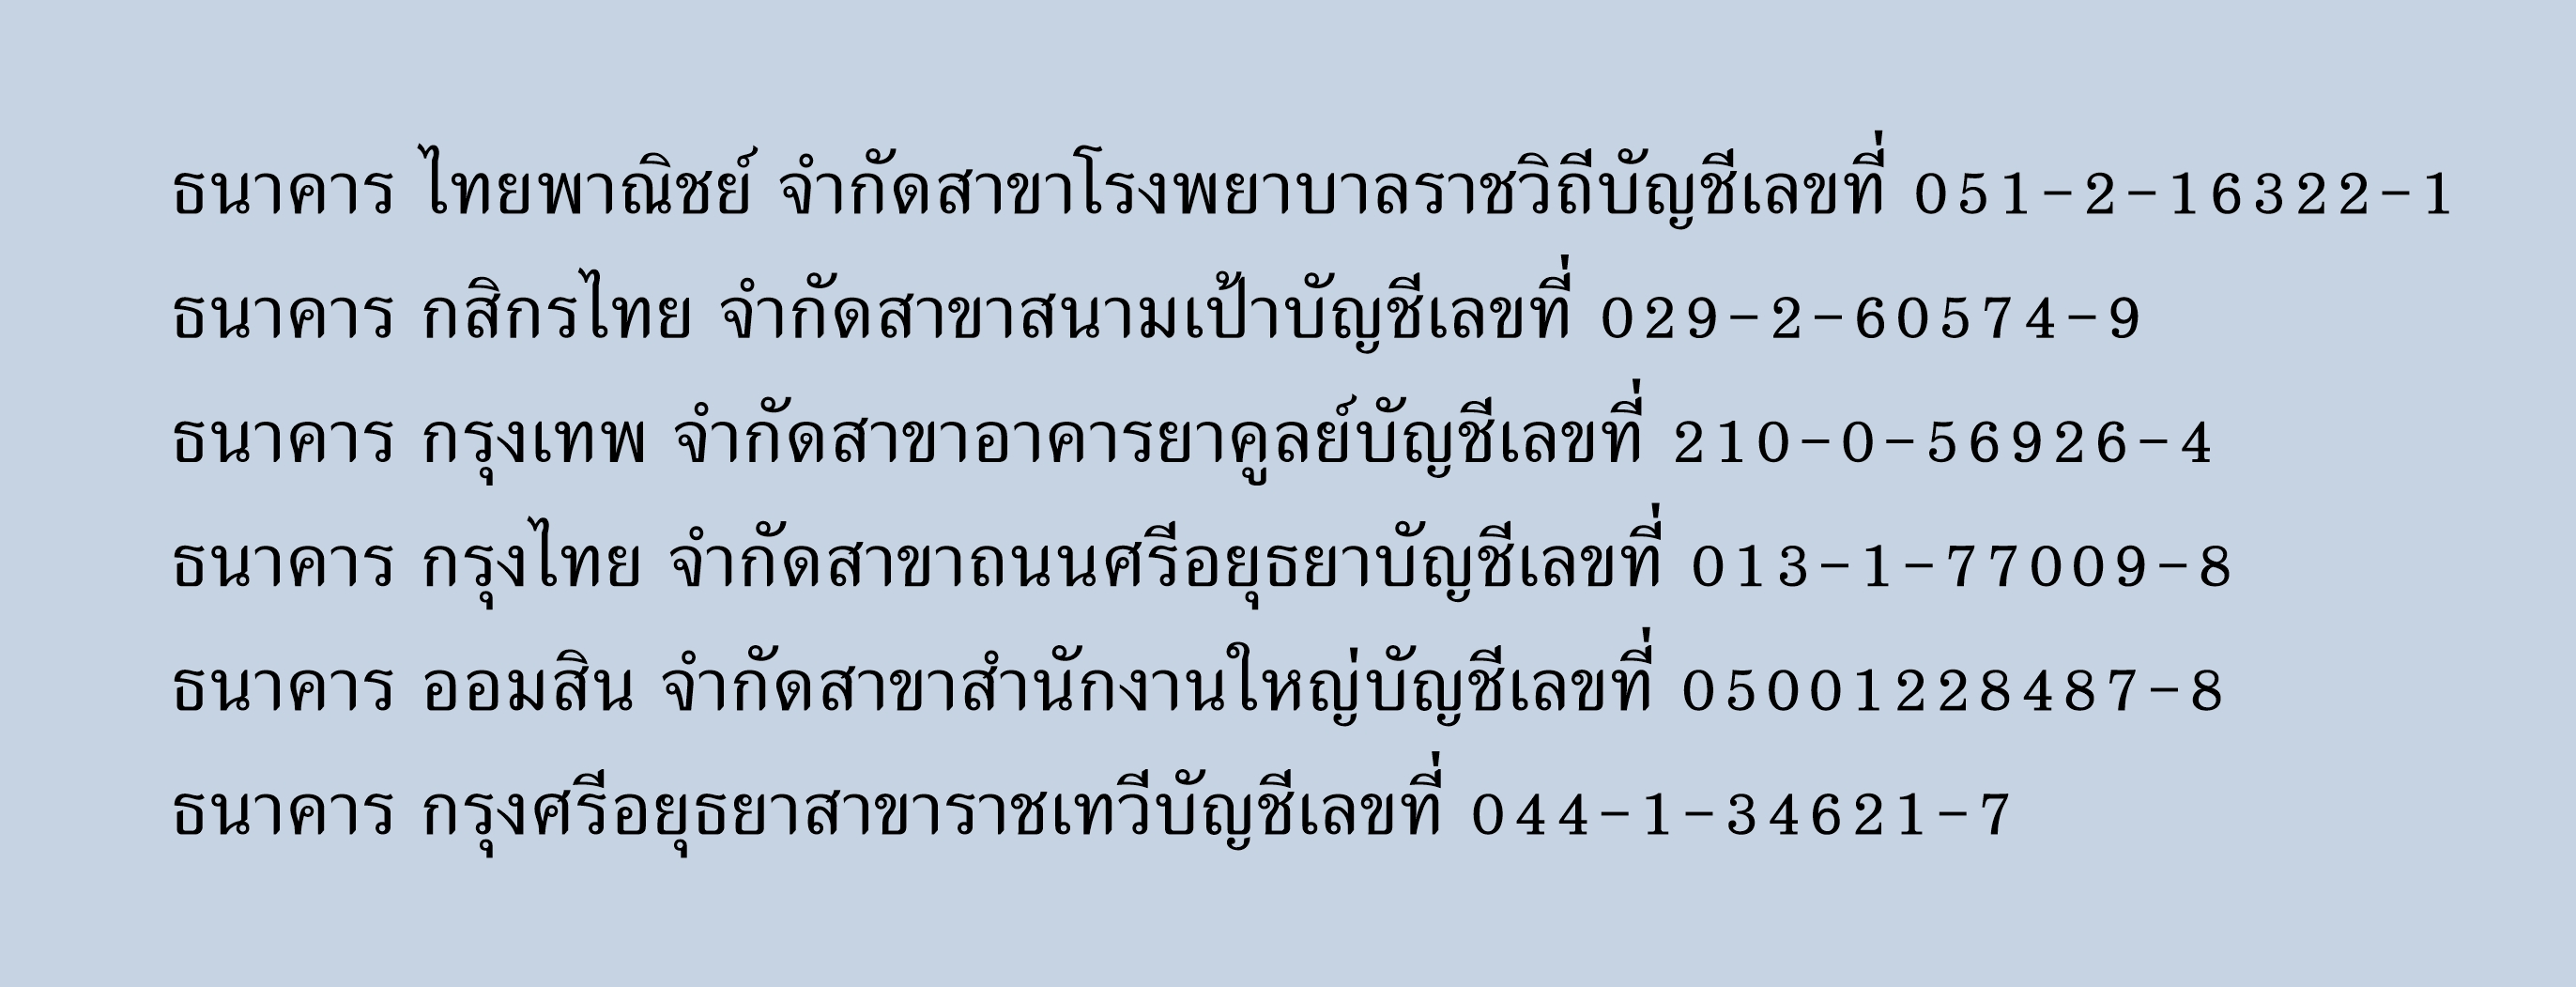 ธนาคาร ไทยพาณิชย์ จำกัดสาขาโรงพยาบาลราชวิถีบัญชีเลขที่ 051-2-16322-1
ธนาคาร กสิกรไทย จำกัดสาขาสนามเป้าบัญชีเลขที่ 029-2-60574-9
ธนาคาร กรุงเทพ จำกัดสาขาอาคารยาคูลย์บัญชีเลขที่ 210-0-56926-4
ธนาคาร กรุงไทย จำกัดสาขาถนนศรีอยุธยาบัญชีเลขที่ 013-1-77009-8
ธนาคาร ออมสิน จำกัดสาขาสำนักงานใหญ่บัญชีเลขที่ 05001228487-8
ธนาคาร กรุงศรีอยุธยาสาขาราชเทวีบัญชีเลขที่ 044-1-34621-7